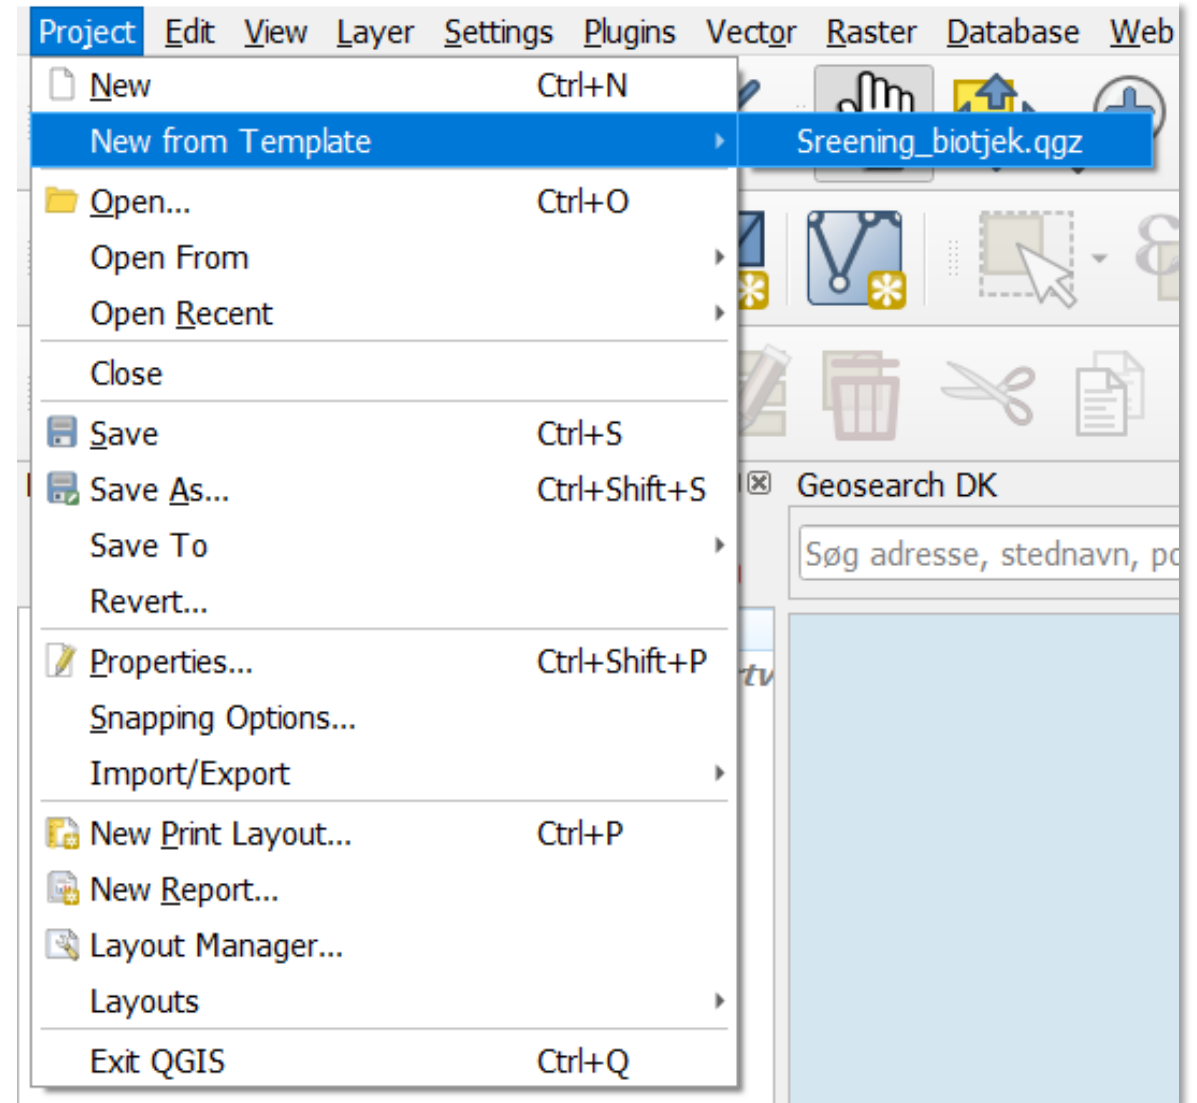 Project Edit View Layer Settings Plugins Vector Raster Database Web
New Ctrl+N
New from Template Sreening_biotjek.qgz
Open... Ctrl+O
Open From
Open Recent
Close
Save Ctrl+S
Save As... Ctrl+Shift+S
Geosearch DK
Save To
Søg adresse, stednavn, po
Revert...
Properties... Ctrl+Shift+P
Snapping Options...
Import/Export
New Print Layout... Ctrl+P
New Report...
Layout Manager...
Layouts
Exit QGIS Ctrl+Q